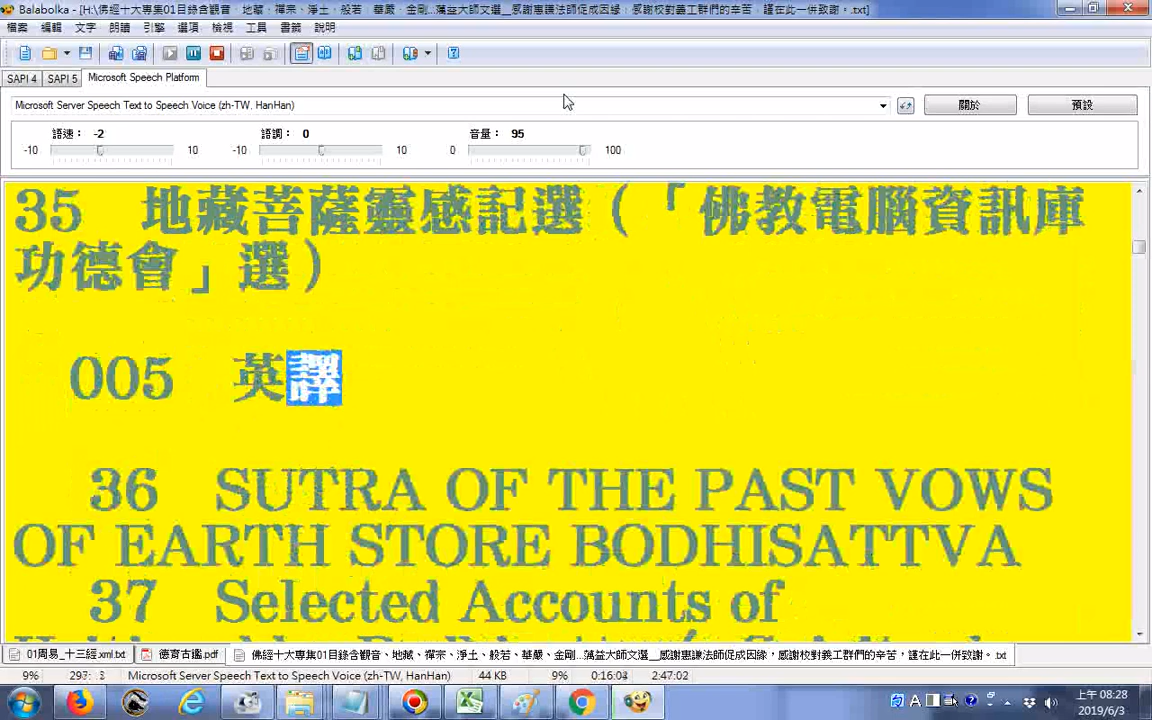 Balabolka - [H:\佛經十大專集01目錄含觀音、地藏、禪宗、淨土、般若、華嚴、金剛...蕅益大師文選__感謝惠謙法師促成因緣，感謝校對義工群們的辛苦，謹在此一併致謝。.txt]
檔案 編輯 文字 朗讀 引擎 選項 檢視 工具 書籤 說明
SAPI 4 SAPI 5 Microsoft Speech Platform
Microsoft Server Speech Text to Speech Voice (zh-TW, HanHan) 關於 預設
語速： -2 語調： 0 音量： 95
-10 10 -10 10 0 100
35 地藏菩薩靈感記選（「佛教電腦資訊庫
功德會」選）
005 英譯
36 SUTRA OF THE PAST VOWS
OF EARTH STORE BODHISATTVA
37 Selected Accounts of
01周易_十三經.xml.txt 德育古鑑.pdf 佛經十大專集01目錄含觀音、地藏、禪宗、淨土、般若、華嚴、金剛...蕅益大師文選__感謝惠謙法師促成因緣，感謝校對義工群們的辛苦，謹在此一併致謝。.txt
9% Microsoft Server Speech Text to Speech Voice (zh-TW, HanHan) 44 KB 9% 2:47:02
上午 08:28
2019/6/3